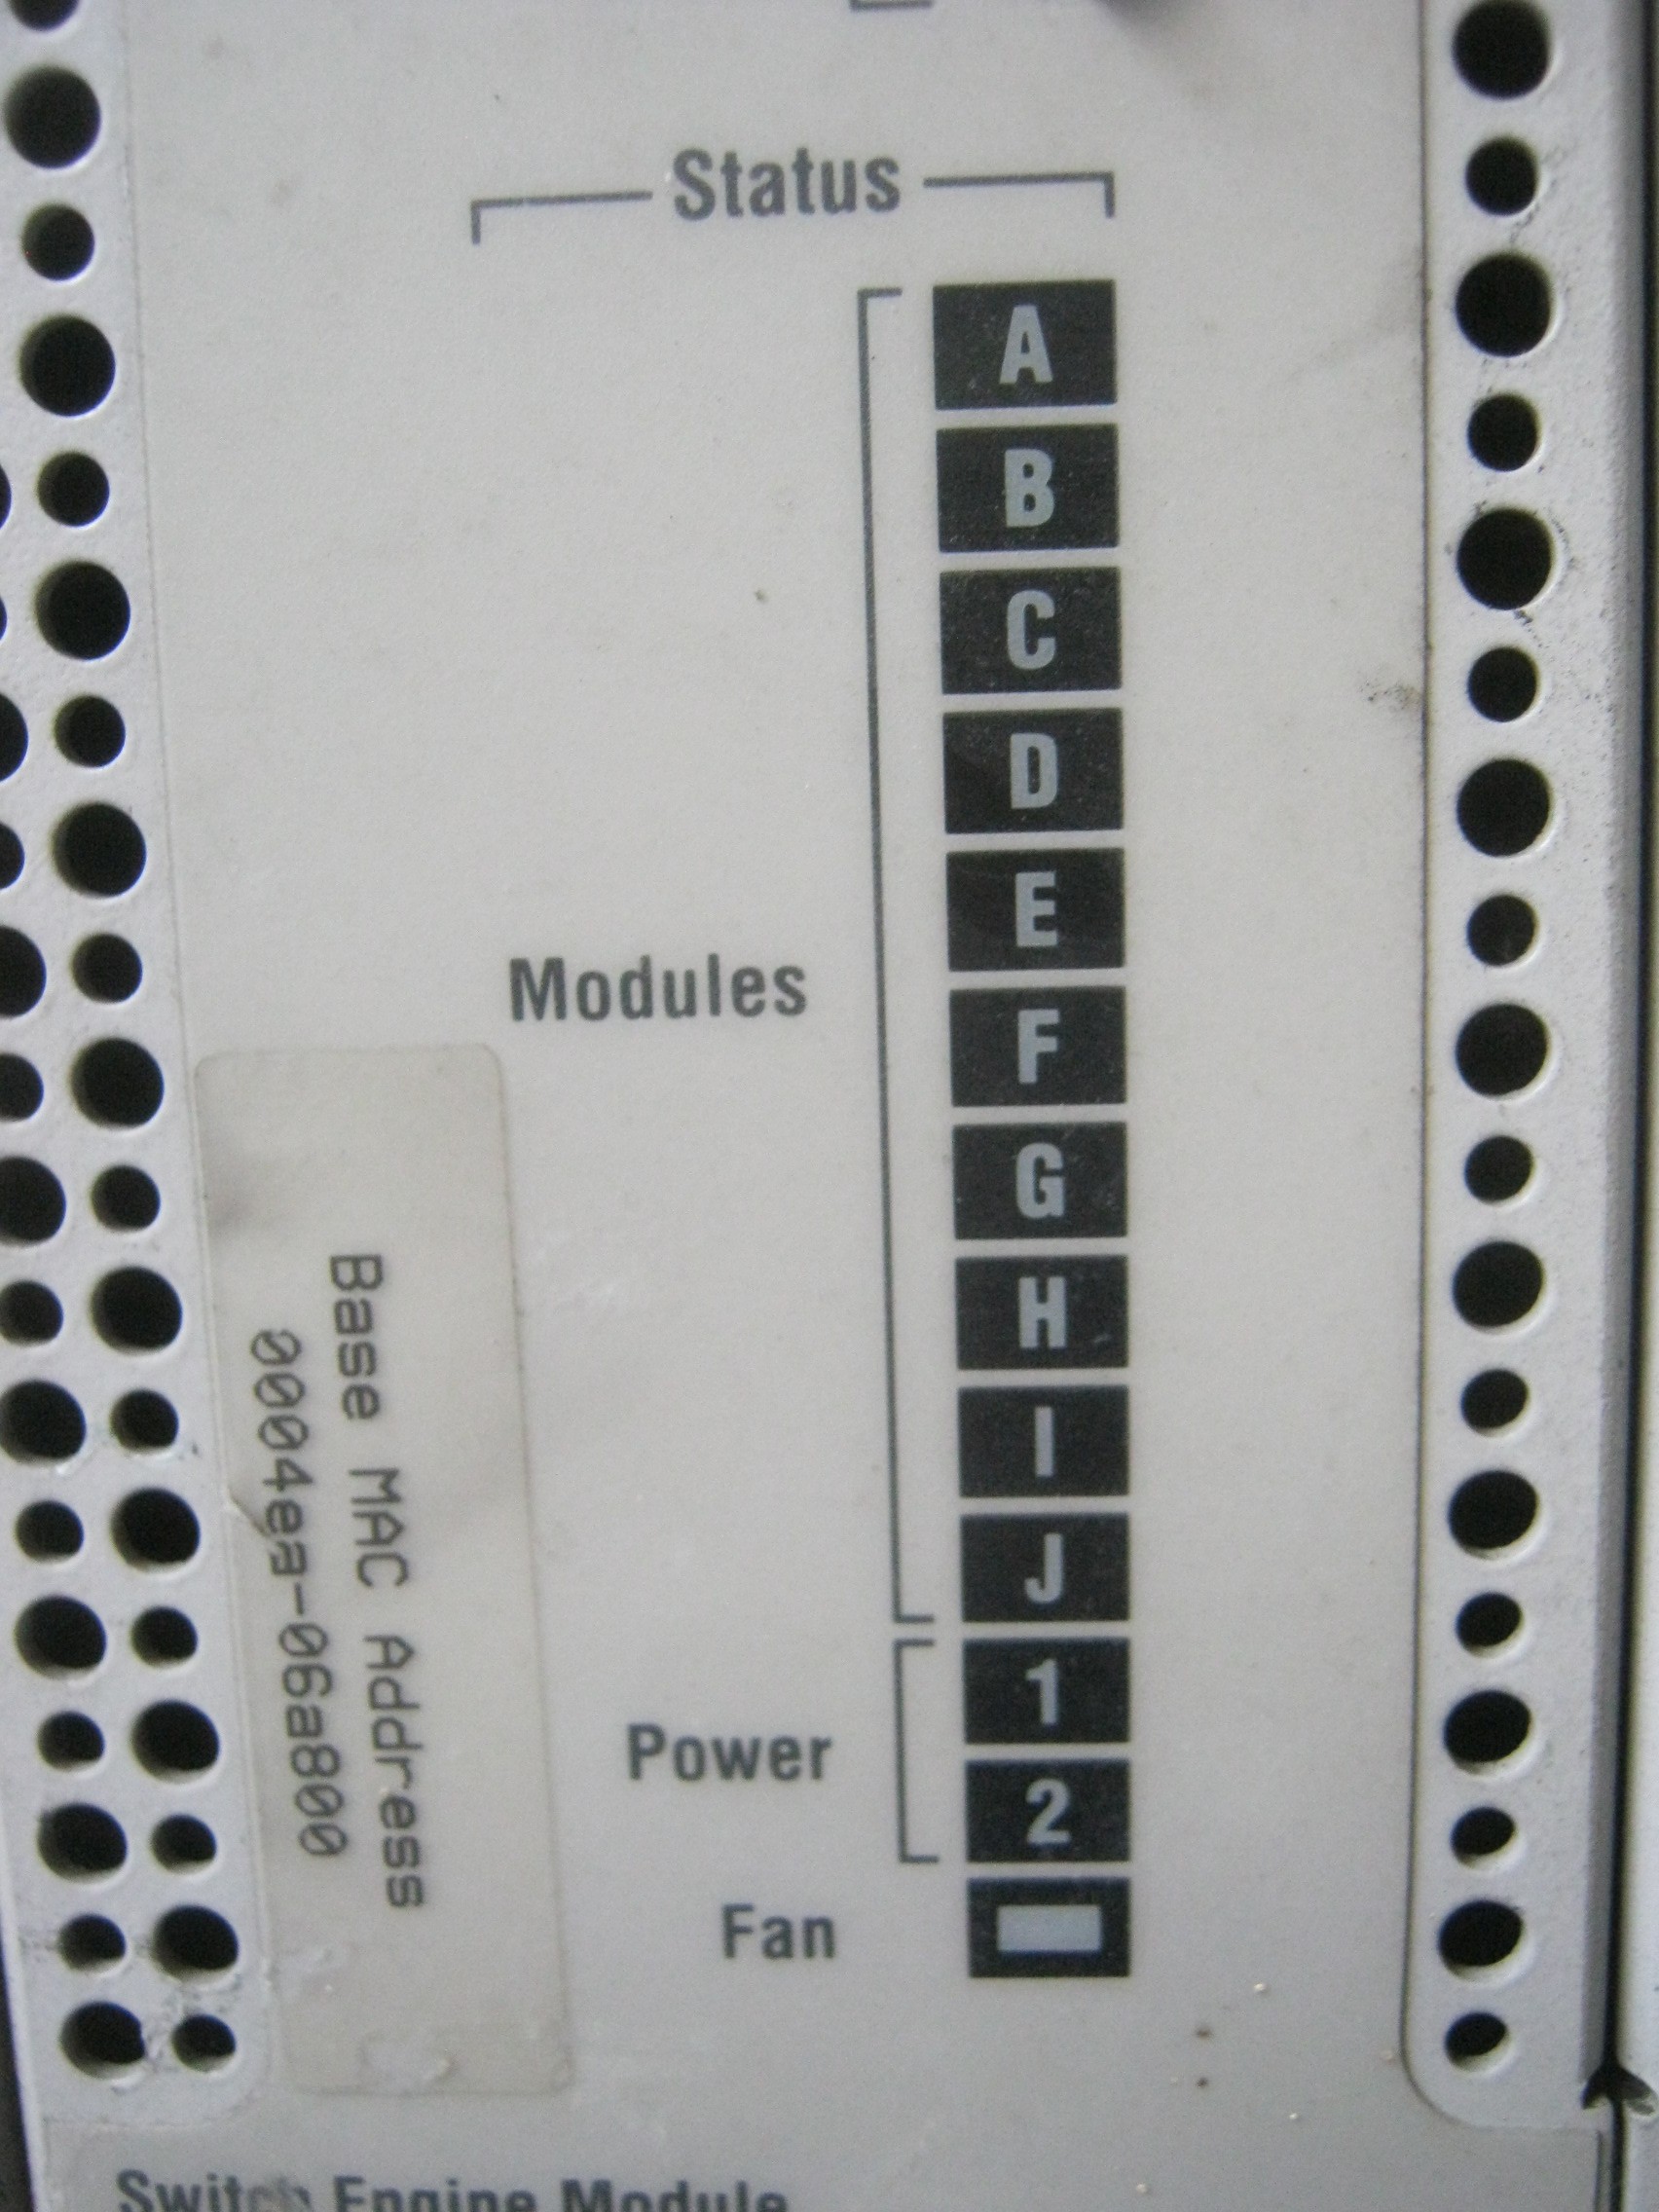 Status
A
B
C
D
E
Modules
F
G
H
I
J
1
Power
2
Fan
Base MAC Address
0004ea-06a800
Switch Engine Module